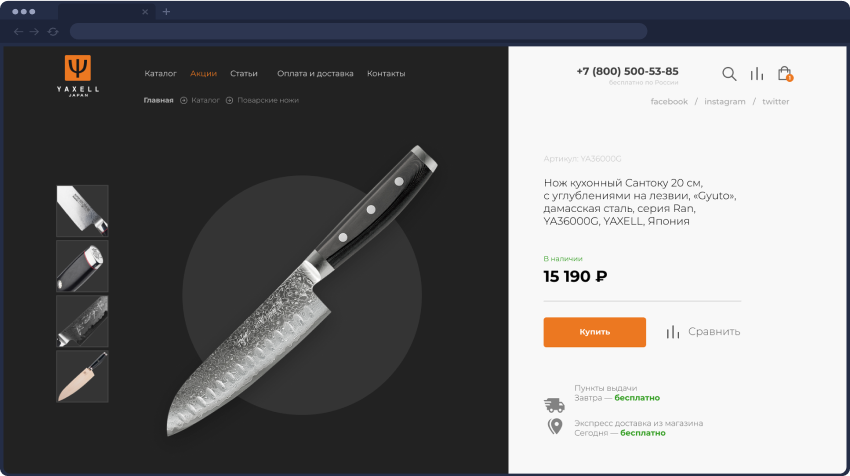 YAXELL
JAPAN
Каталог Акции Статьи Оплата и доставка Контакты
Главная Каталог Поварские ножи
+7 (800) 500-53-85
бесплатно по России
1
facebook / instagram / twitter
Артикул: YA36000G
Нож кухонный Сантоку 20 см,
с углублениями на лезвии, «Gyuto»,
дамасская сталь, серия Ran,
YA36000G, YAXELL, Япония
В наличии
15 190 ₽
Купить
Сравнить
Пункты выдачи
Завтра — бесплатно
Экспресс доставка из магазина
Сегодня — бесплатно